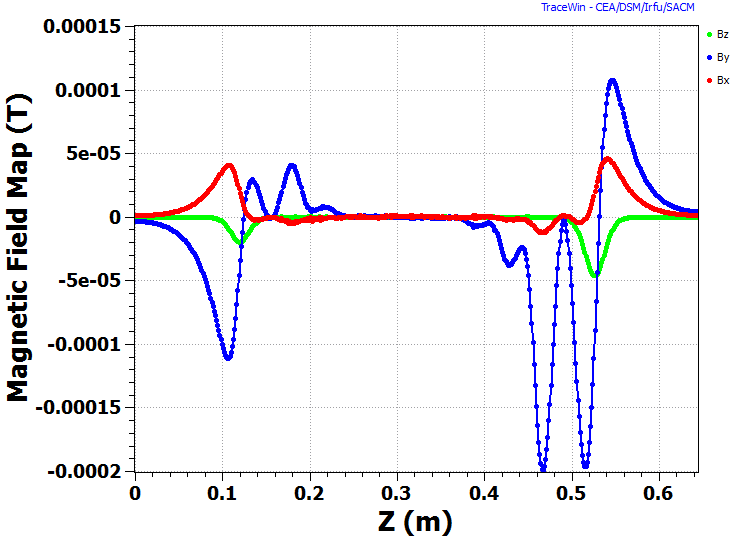 TraceWin - CEA/DSM/Irfu/SACM
Bz
By
Bx
Magnetic Field Map (T)
0.00015
0.0001
5e-05
0
-5e-05
-0.0001
-0.00015
-0.0002
0 0.1 0.2 0.3 0.4 0.5 0.6
Z (m)